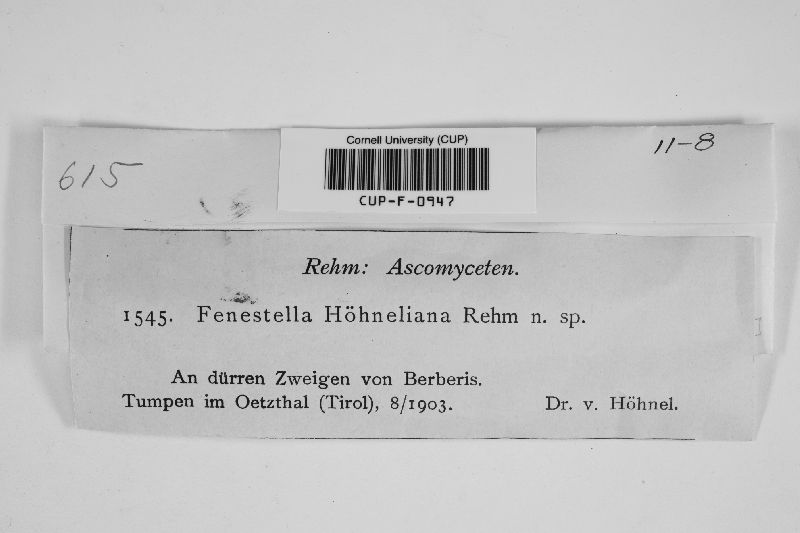 Cornell University (CUP)
CUP-F-0947
615
11-8
Rehm: Ascomyceten.
1545. Fenestella Höhneliana Rehm n. sp.
An dürren Zweigen von Berberis.
Tumpen im Oetzthal (Tirol), 8/1903. Dr. v. Höhnel.